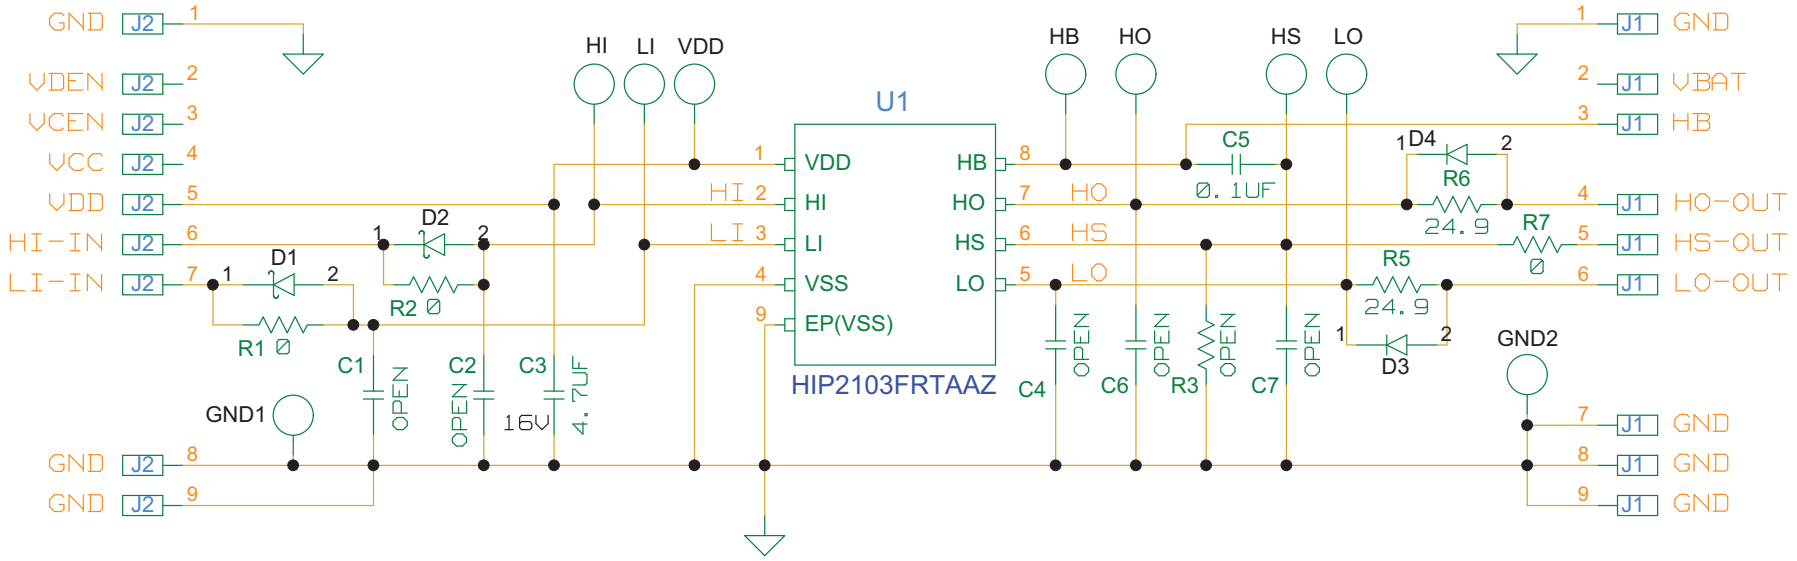 GND J2 1
VDEN J2 2
VCEN J2 3
VCC J2 4
VDD J2 5
HI-IN J2 6
LI-IN J2 7
GND J2 8
GND J2 9
1 D1 2
R1 0
1 D2 2
R2 0
C1 OPEN
C2 OPEN
C3 4.7UF
16V
GND1
HI LI VDD
U1
1 VDD
HI 2 HI
LI 3 LI
4 VSS
9 EP(VSS)
HB 8
HO 7 HO
HS 6 HS
LO 5 LO
HIP2103FRTAAZ
HB HO HS LO
C5
0.1UF
1 D4 2
R6
24.9
R7
0
R5
24.9
1 D3 2
C4 OPEN
C6 OPEN
R3 OPEN
C7 OPEN
GND2
1 J1 GND
2 J1 VBAT
3 J1 HB
4 J1 HO-OUT
5 J1 HS-OUT
6 J1 LO-OUT
7 J1 GND
8 J1 GND
9 J1 GND